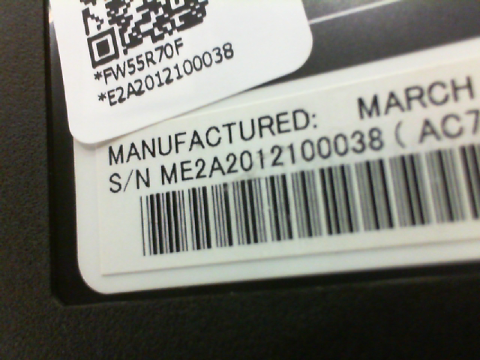 *FW55R70F
*E2A2012100038
MANUFACTURED: MARCH
S/N ME2A2012100038 ( AC7